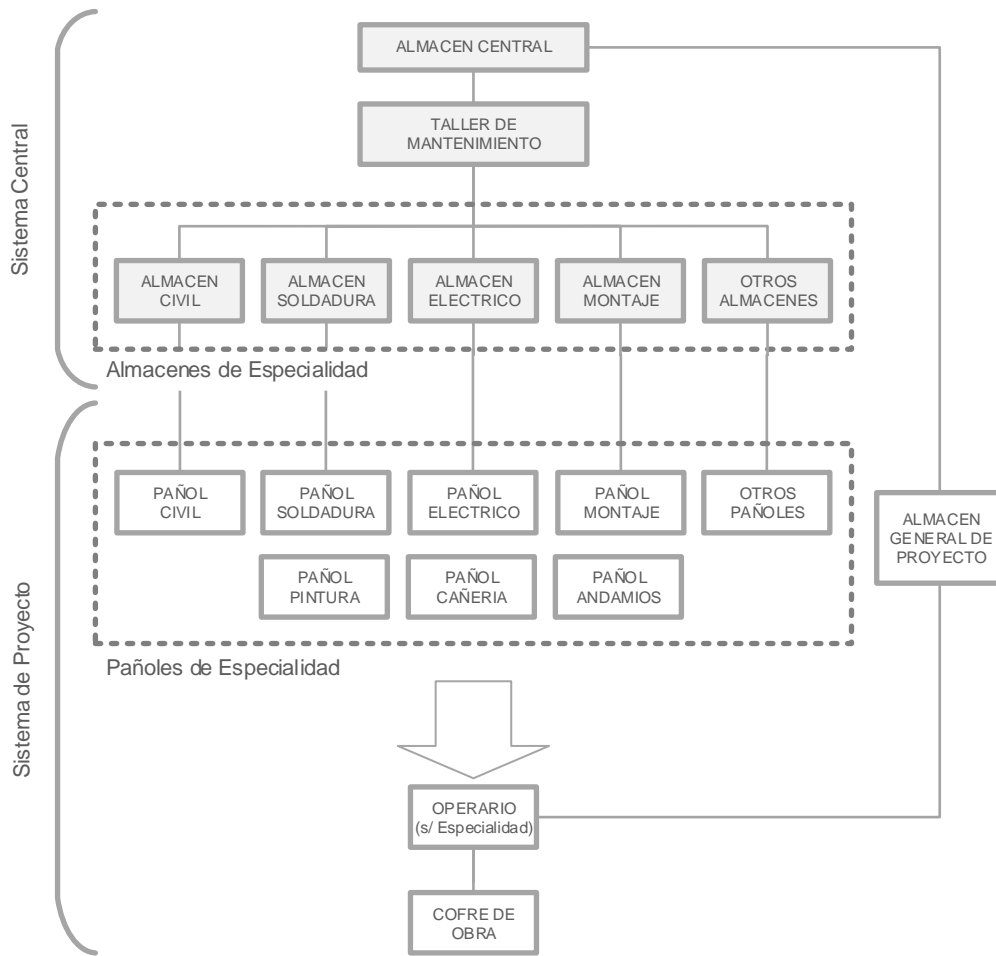 ALMACEN CENTRAL
TALLER DE
MANTENIMIENTO
Sistema Central
ALMACEN
CIVIL
ALMACEN
SOLDADURA
ALMACEN
ELECTRICO
ALMACEN
MONTAJE
OTROS
ALMACENES
Almacenes de Especialidad
Sistema de Proyecto
PAÑOL
CIVIL
PAÑOL
SOLDADURA
PAÑOL
ELECTRICO
PAÑOL
MONTAJE
OTROS
PAÑOLES
ALMACEN
GENERAL DE
PROYECTO
PAÑOL
PINTURA
PAÑOL
CAÑERIA
PAÑOL
ANDAMIOS
Pañoles de Especialidad
OPERARIO
(s/ Especialidad)
COFRE DE
OBRA